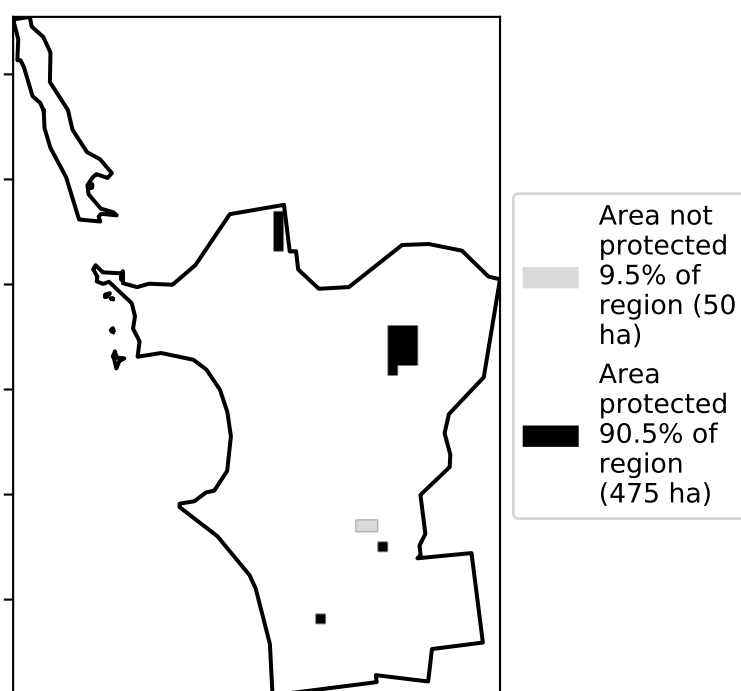 Area not
protected
9.5% of
region (50
ha)
Area
protected
90.5% of
region
(475 ha)